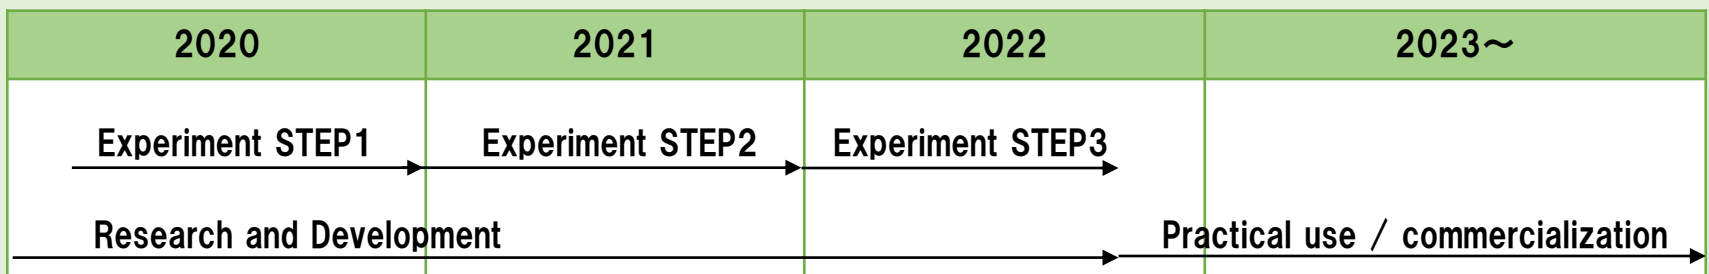 2020 2021 2022 2023～
Experiment STEP1 Experiment STEP2 Experiment STEP3
Research and Development Practical use / commercialization